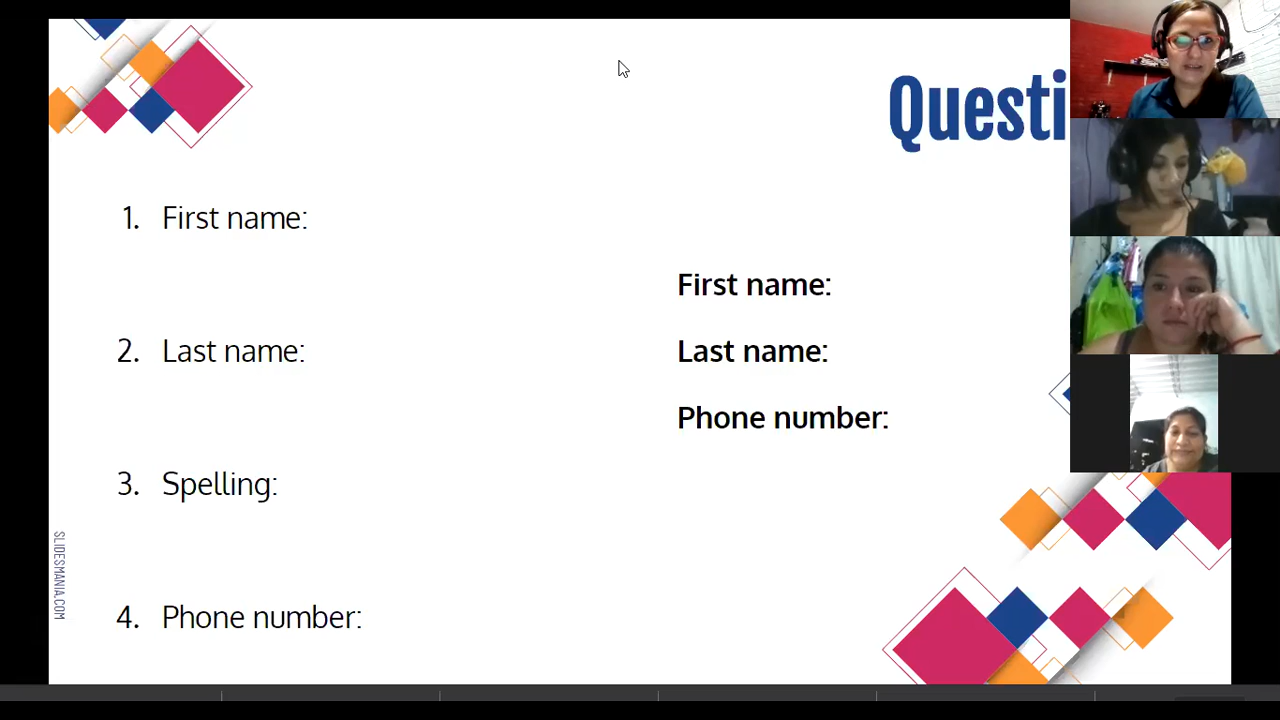 Questi
1. First name:
2. Last name:
3. Spelling:
4. Phone number:
First name:
Last name:
Phone number:
SLIDESMANIA.COM